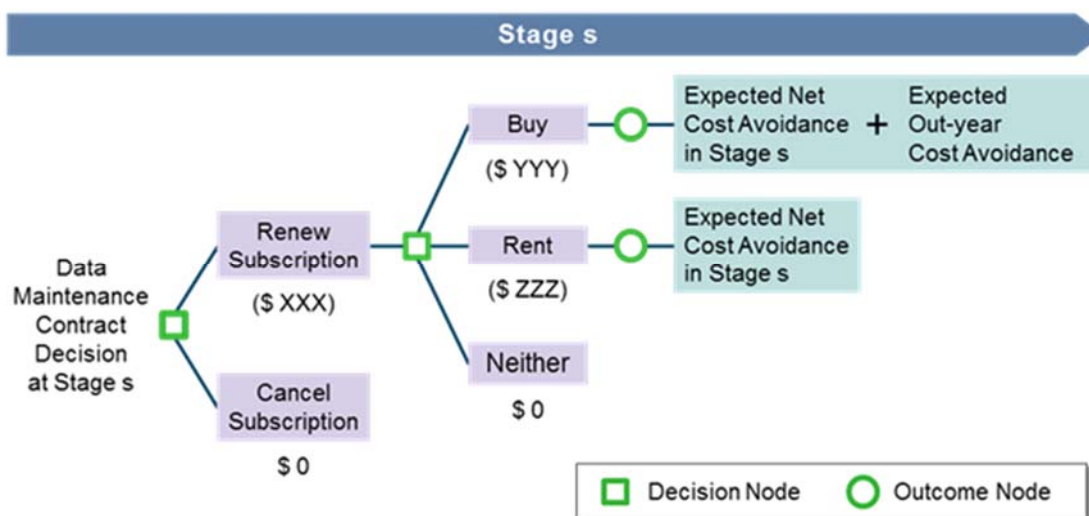 Stage s
Buy
($ YYY)
Expected Net
Cost Avoidance
in Stage s
+
Expected
Out-year
Cost Avoidance
Renew
Subscription
($ XXX)
Rent
($ ZZZ)
Expected Net
Cost Avoidance
in Stage s
Data
Maintenance
Contract
Decision
at Stage s
Neither
$ 0
Cancel
Subscription
$ 0
Decision Node
Outcome Node